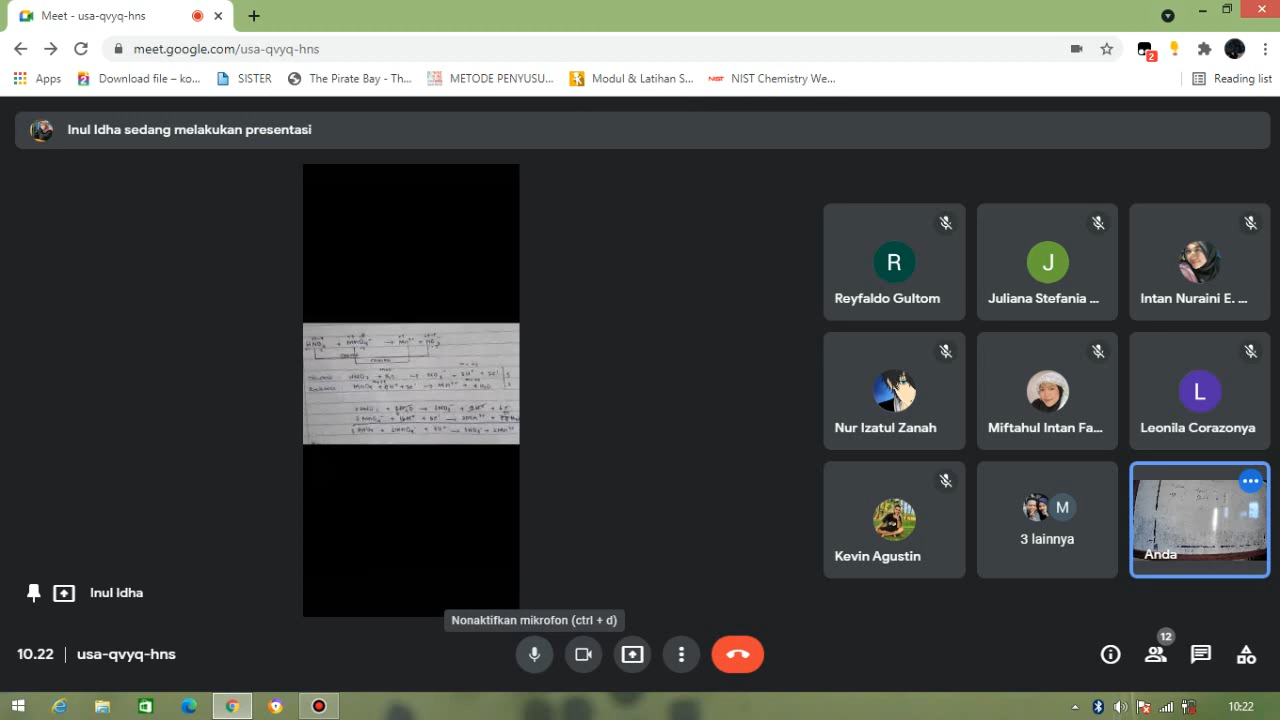 Meet - usa-qvyq-hns
meet.google.com/usa-qvyq-hns
2
Apps
Download file – ko...
SISTER
The Pirate Bay - Th...
METODE PENYUSU...
Modul & Latihan S...
NIST
NIST Chemistry We...
Reading list
Inul Idha sedang melakukan presentasi
R
Reyfaldo Gultom
J
Juliana Stefania ...
Intan Nuraini E. ...
Nur Izatul Zanah
Miftahul Intan Fa...
L
Leonila Corazonya
Kevin Agustin
M
3 lainnya
Anda
Inul Idha
Nonaktifkan mikrofon (ctrl + d)
10.22
usa-qvyq-hns
12
10:22